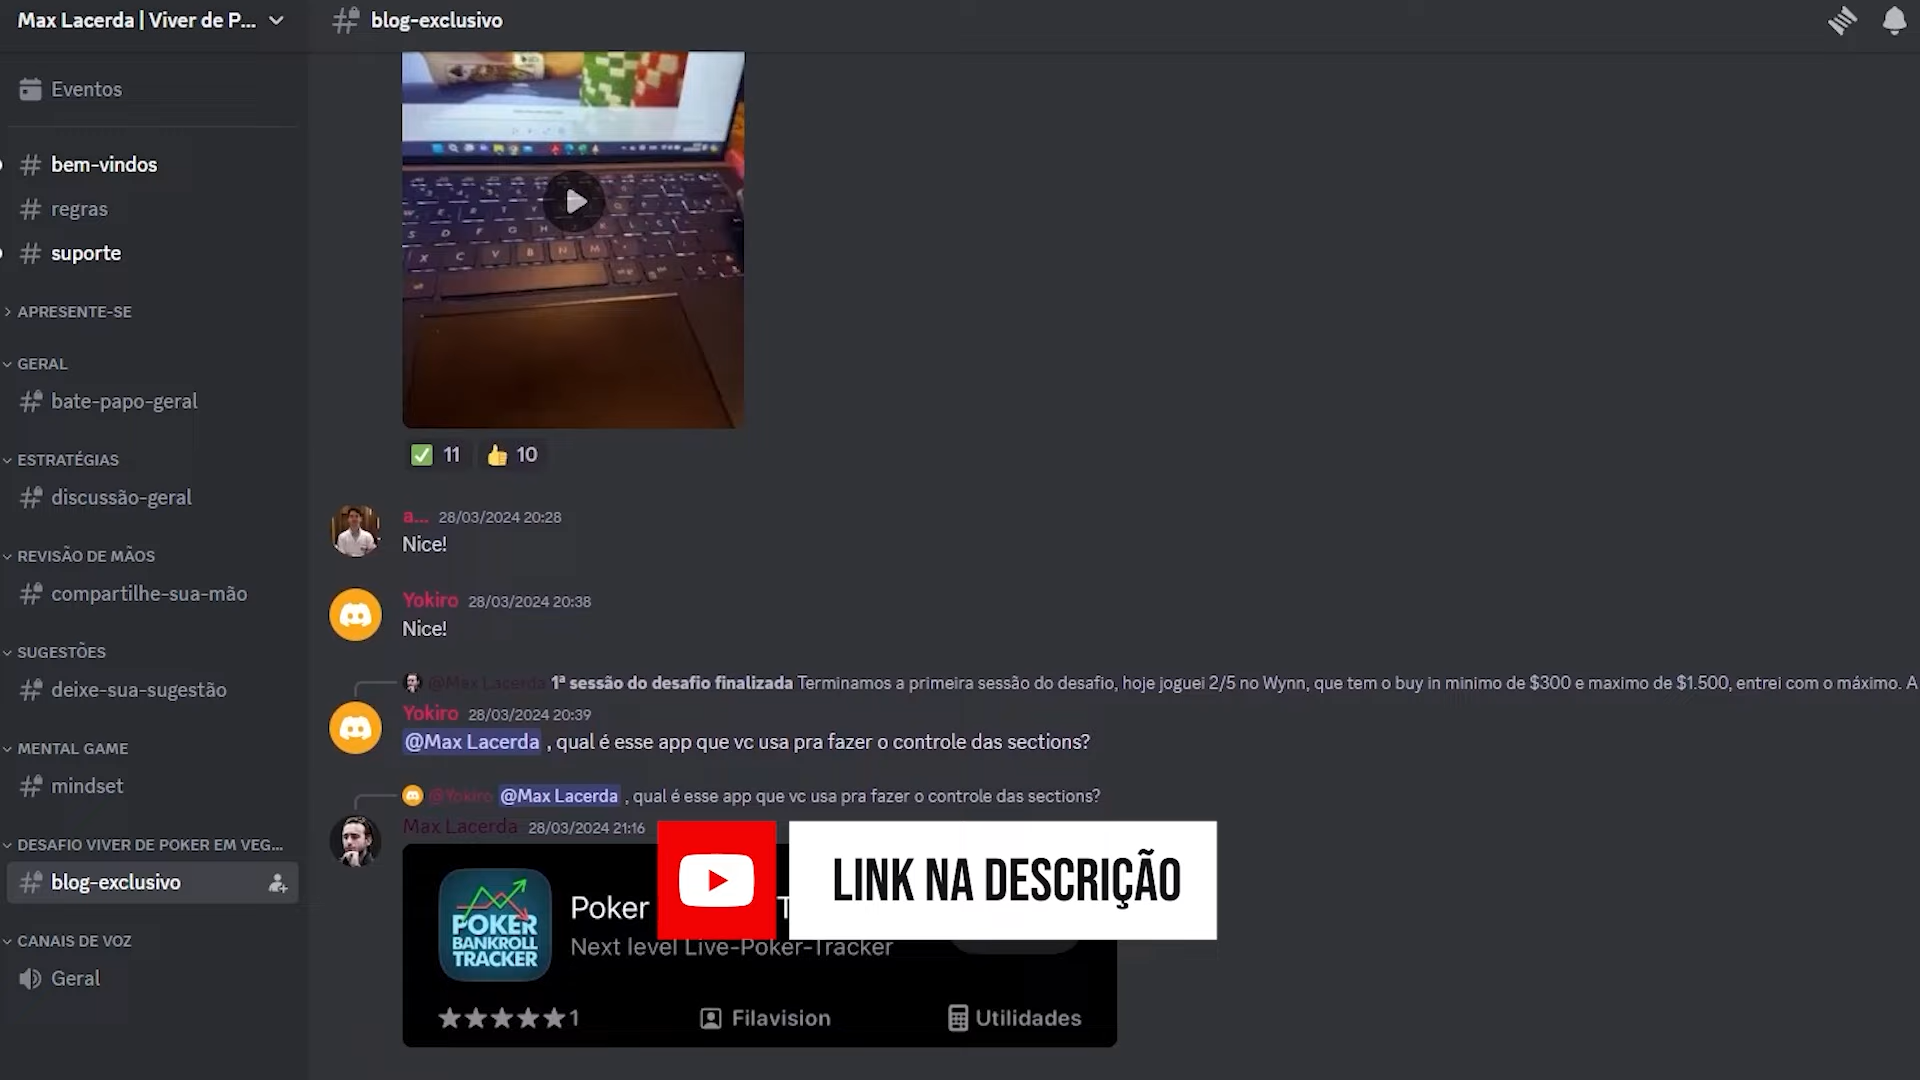 Max Lacerda | Viver de P...
Eventos
bem-vindos
regras
suporte
APRESENTE-SE
GERAL
bate-papo-geral
ESTRATÉGIAS
discussão-geral
REVISÃO DE MÃOS
compartilhe-sua-mão
SUGESTÕES
deixe-sua-sugestão
MENTAL GAME
mindset
DESAFIO VIVER DE POKER EM VEG...
blog-exclusivo
CANAIS DE VOZ
Geral
blog-exclusivo
11 10
a... 28/03/2024 20:28
Nice!
Yokiro 28/03/2024 20:38
Nice!
@Max Lacerda 1ª sessão do desafio finalizada Terminamos a primeira sessão do desafio, hoje joguei 2/5 no Wynn, que tem o buy in minimo de $300 e maximo de $1.500, entrei com o máximo. A
Yokiro 28/03/2024 20:39
@Max Lacerda , qual é esse app que vc usa pra fazer o controle das sections?
@Yokiro @Max Lacerda , qual é esse app que vc usa pra fazer o controle das sections?
Max Lacerda 28/03/2024 21:16
POKER
BANKROLL
TRACKER
Poker T
Next level Live-Poker-Tracker
1 Filavision Utilidades
LINK NA DESCRIÇÃO